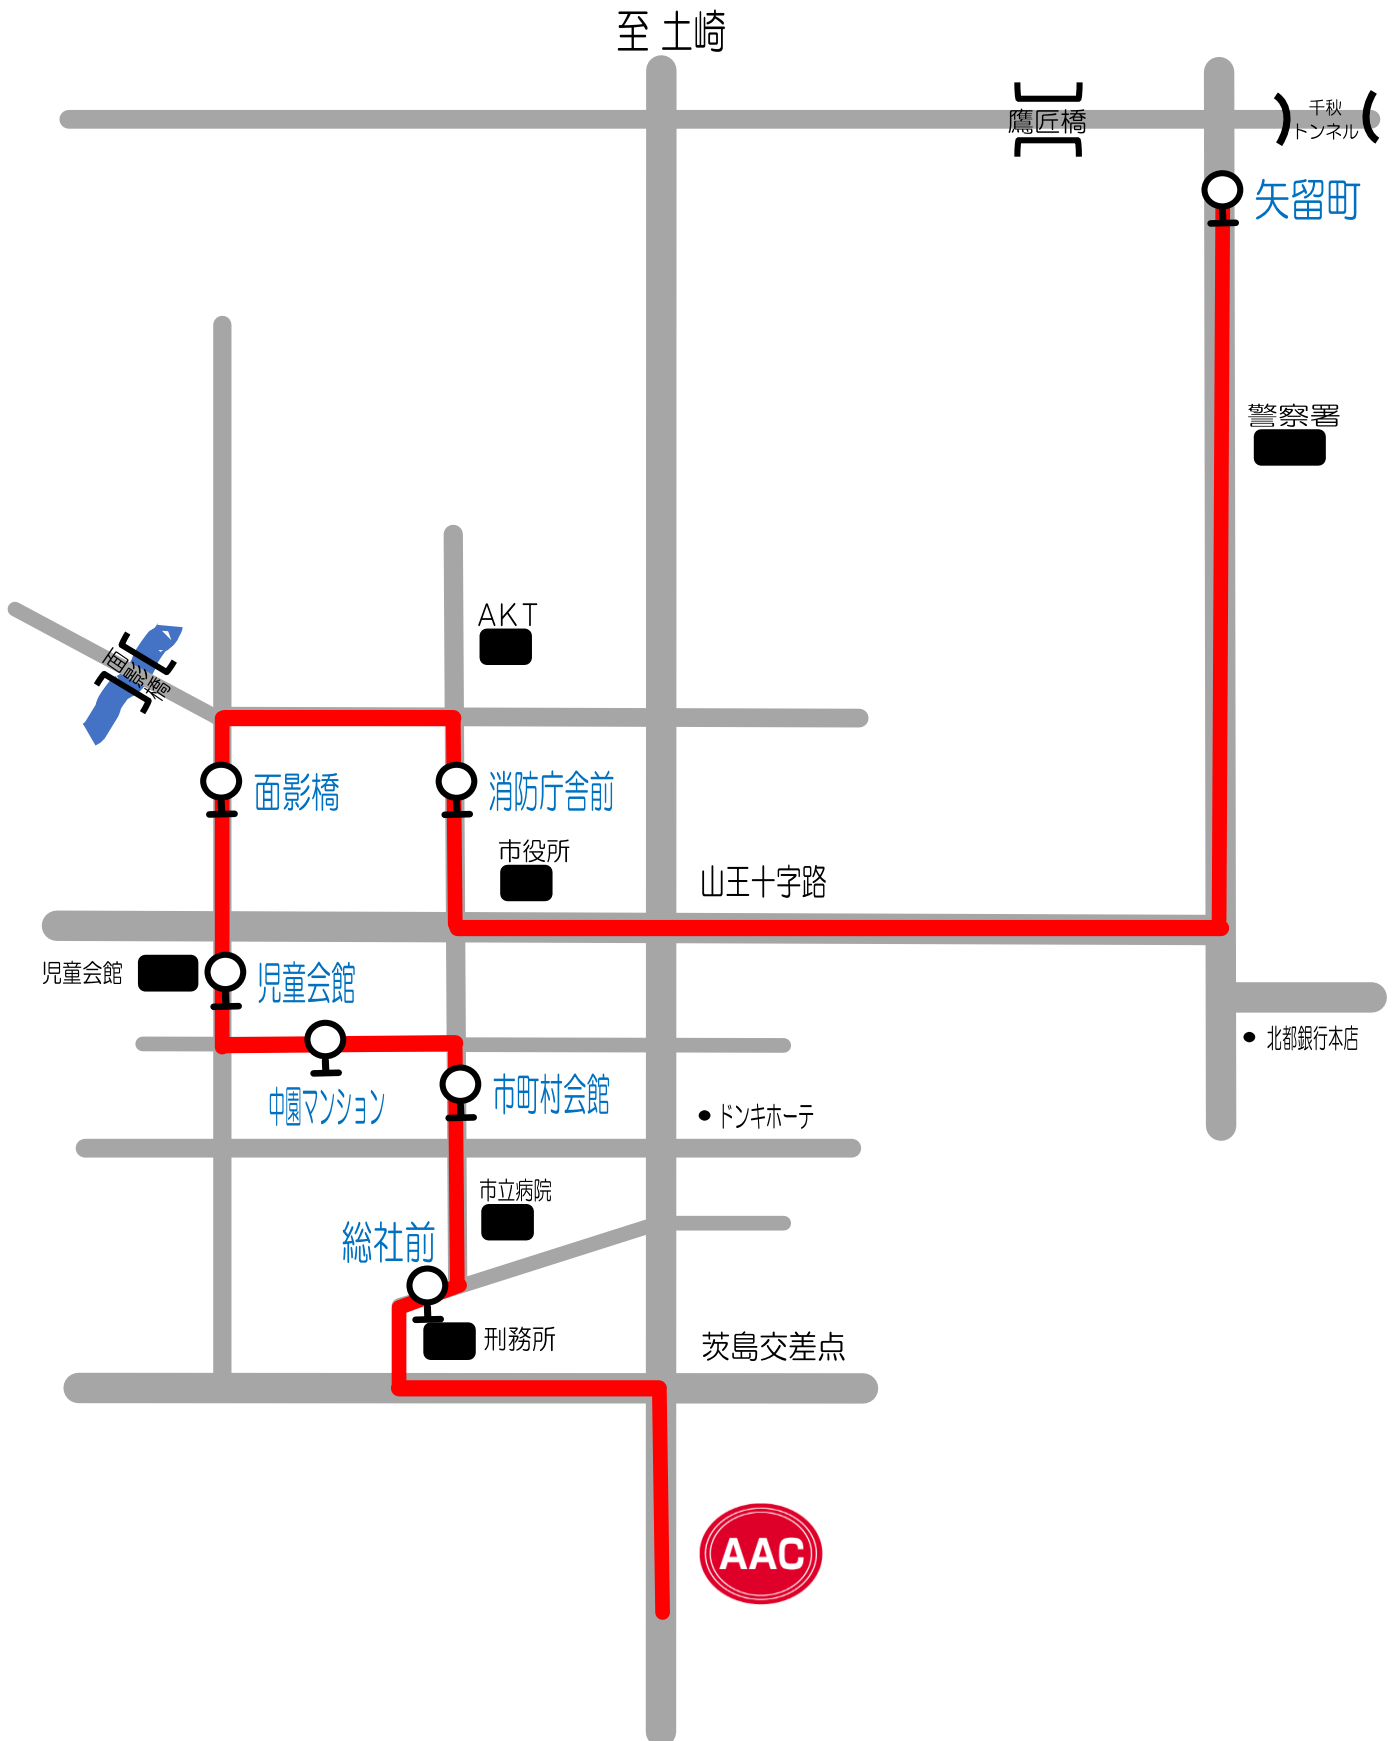 至 土崎
鷹匠橋
千秋
トンネル
矢留町
警察署
AKT
面影橋
面影橋
消防庁舎前
市役所
山王十字路
児童会館
児童会館
北都銀行本店
中園マンション
市町村会館
ドンキホーテ
市立病院
総社前
刑務所
茨島交差点
AAC